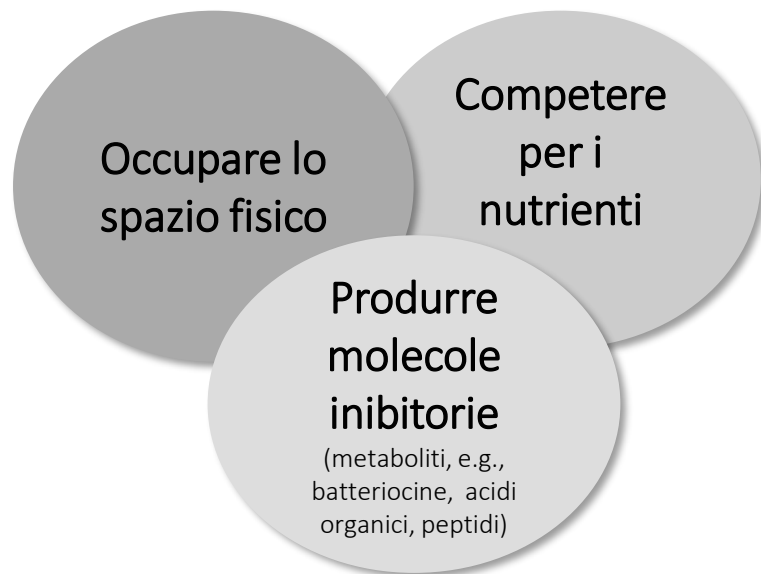 Occupare lo
spazio fisico
Competere
per i
nutrienti
Produrre
molecole
inibitorie
(metaboliti, e.g.,
batteriocine, acidi
organici, peptidi)